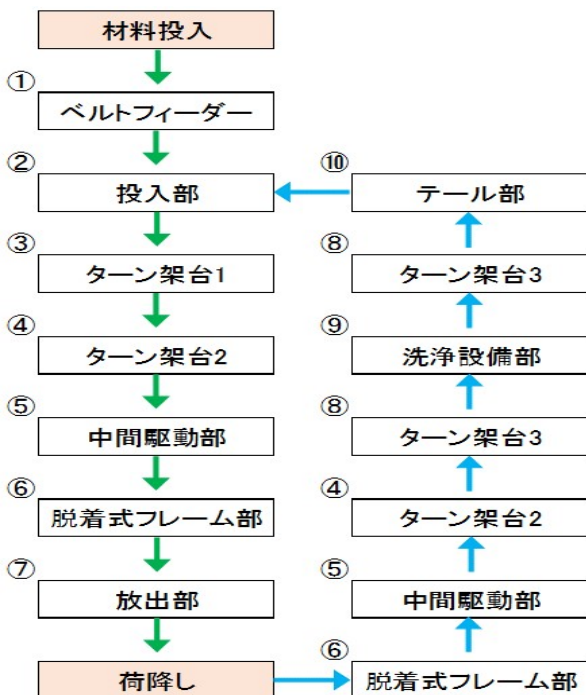 材料投入
①
ベルトフィーダー
②
投入部
③
ターン架台1
④
ターン架台2
⑤
中間駆動部
⑥
脱着式フレーム部
⑦
放出部
荷降し
⑥
脱着式フレーム部
⑤
中間駆動部
④
ターン架台2
⑧
ターン架台3
⑨
洗浄設備部
⑧
ターン架台3
⑩
テール部